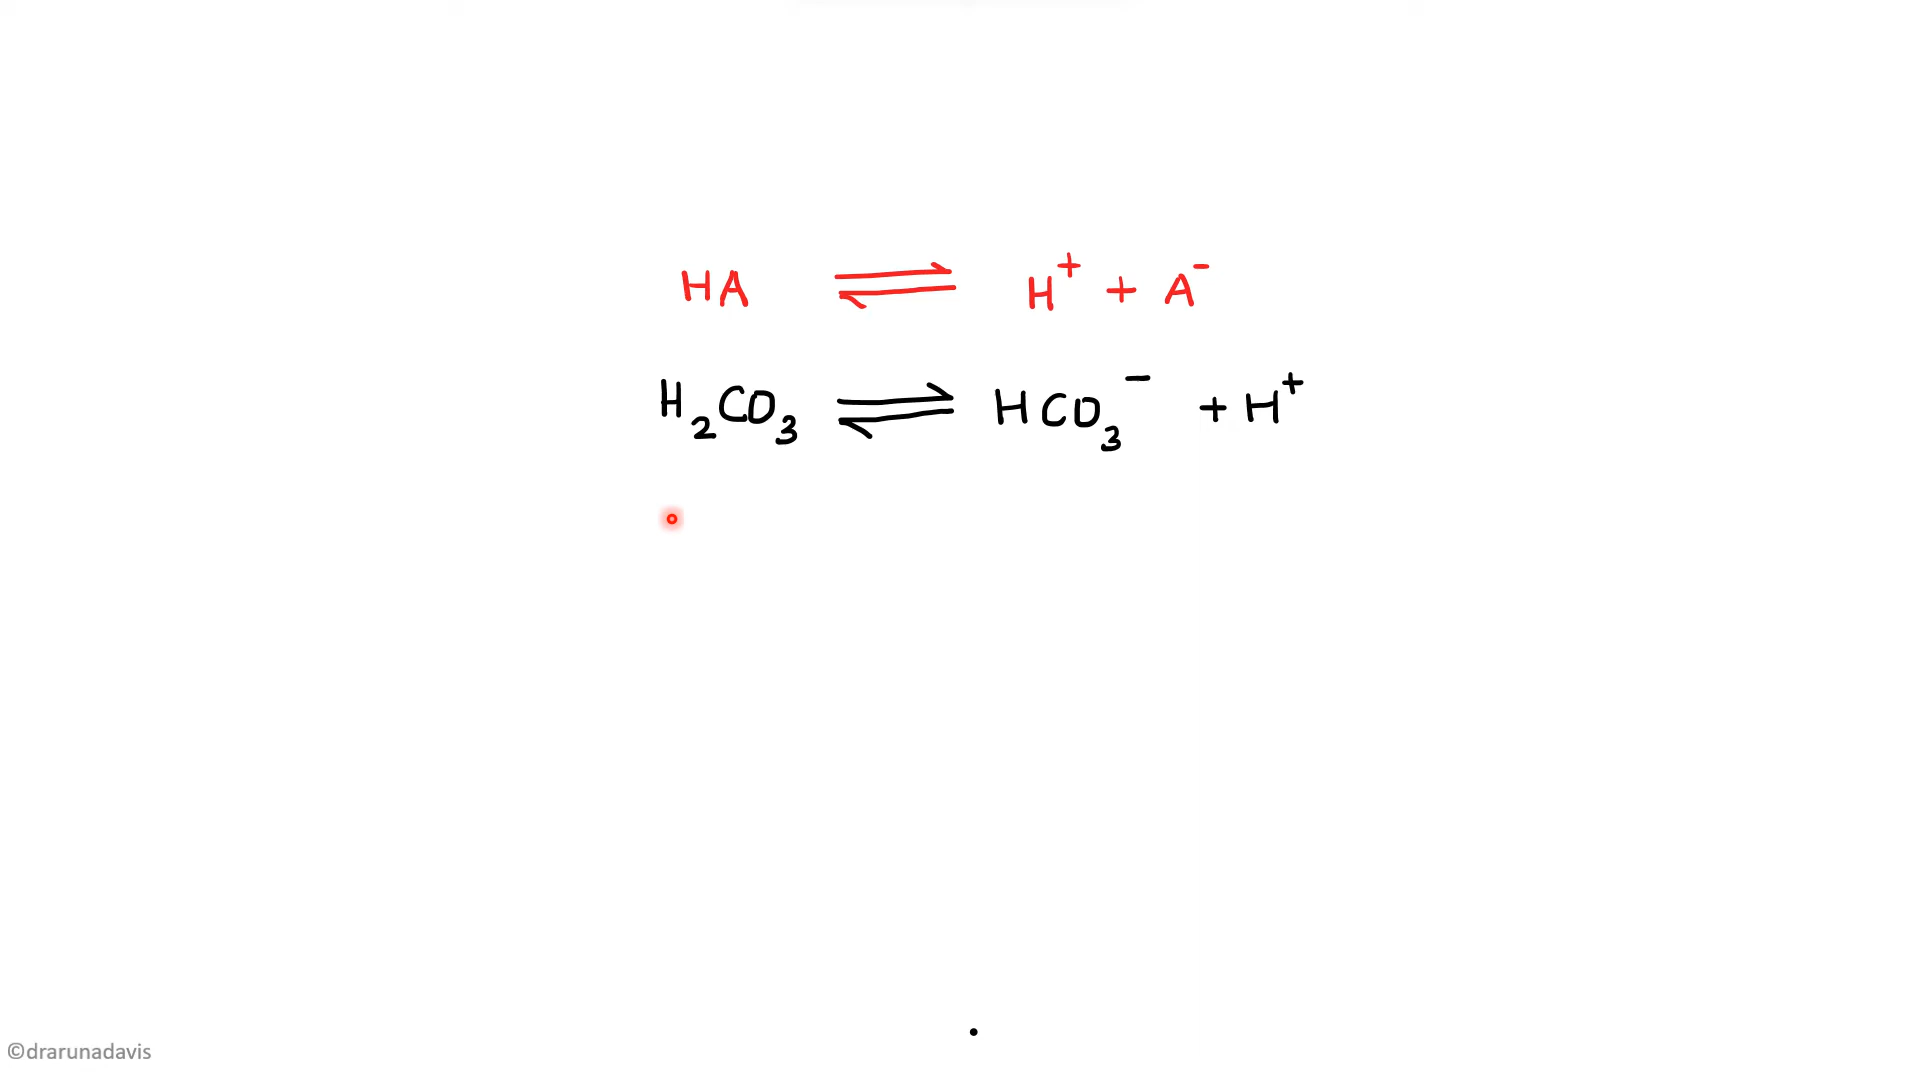 HA ⇌ H⁺ + A⁻
H₂CO₃ ⇌ HCO₃⁻ + H⁺
©drarunadavis